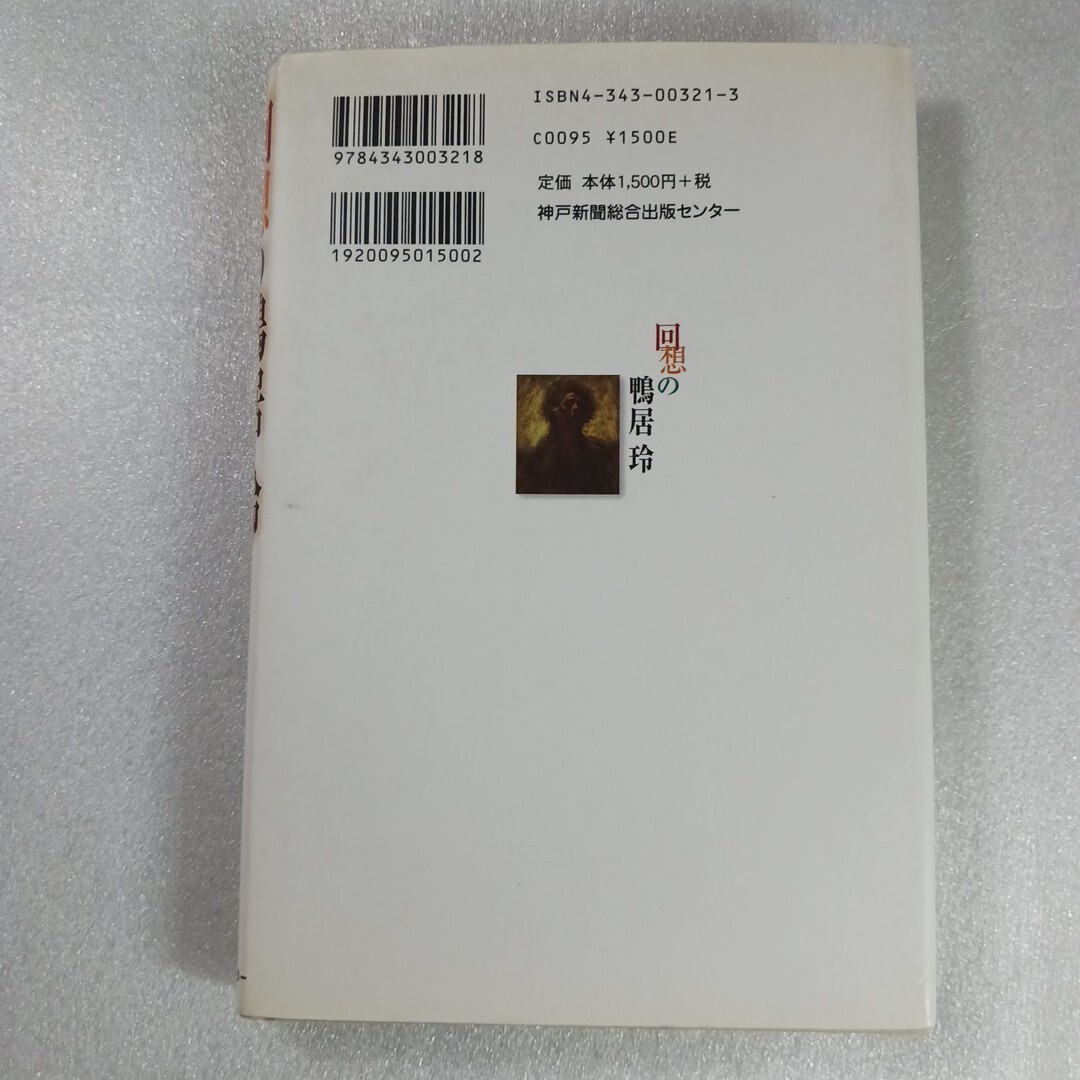 ISBN4-343-00321-3
9784343003218
C0095 ¥1500E
定価 本体1,500円+税
神戸新聞総合出版センター
1920095015002
回想の
鴨居玲